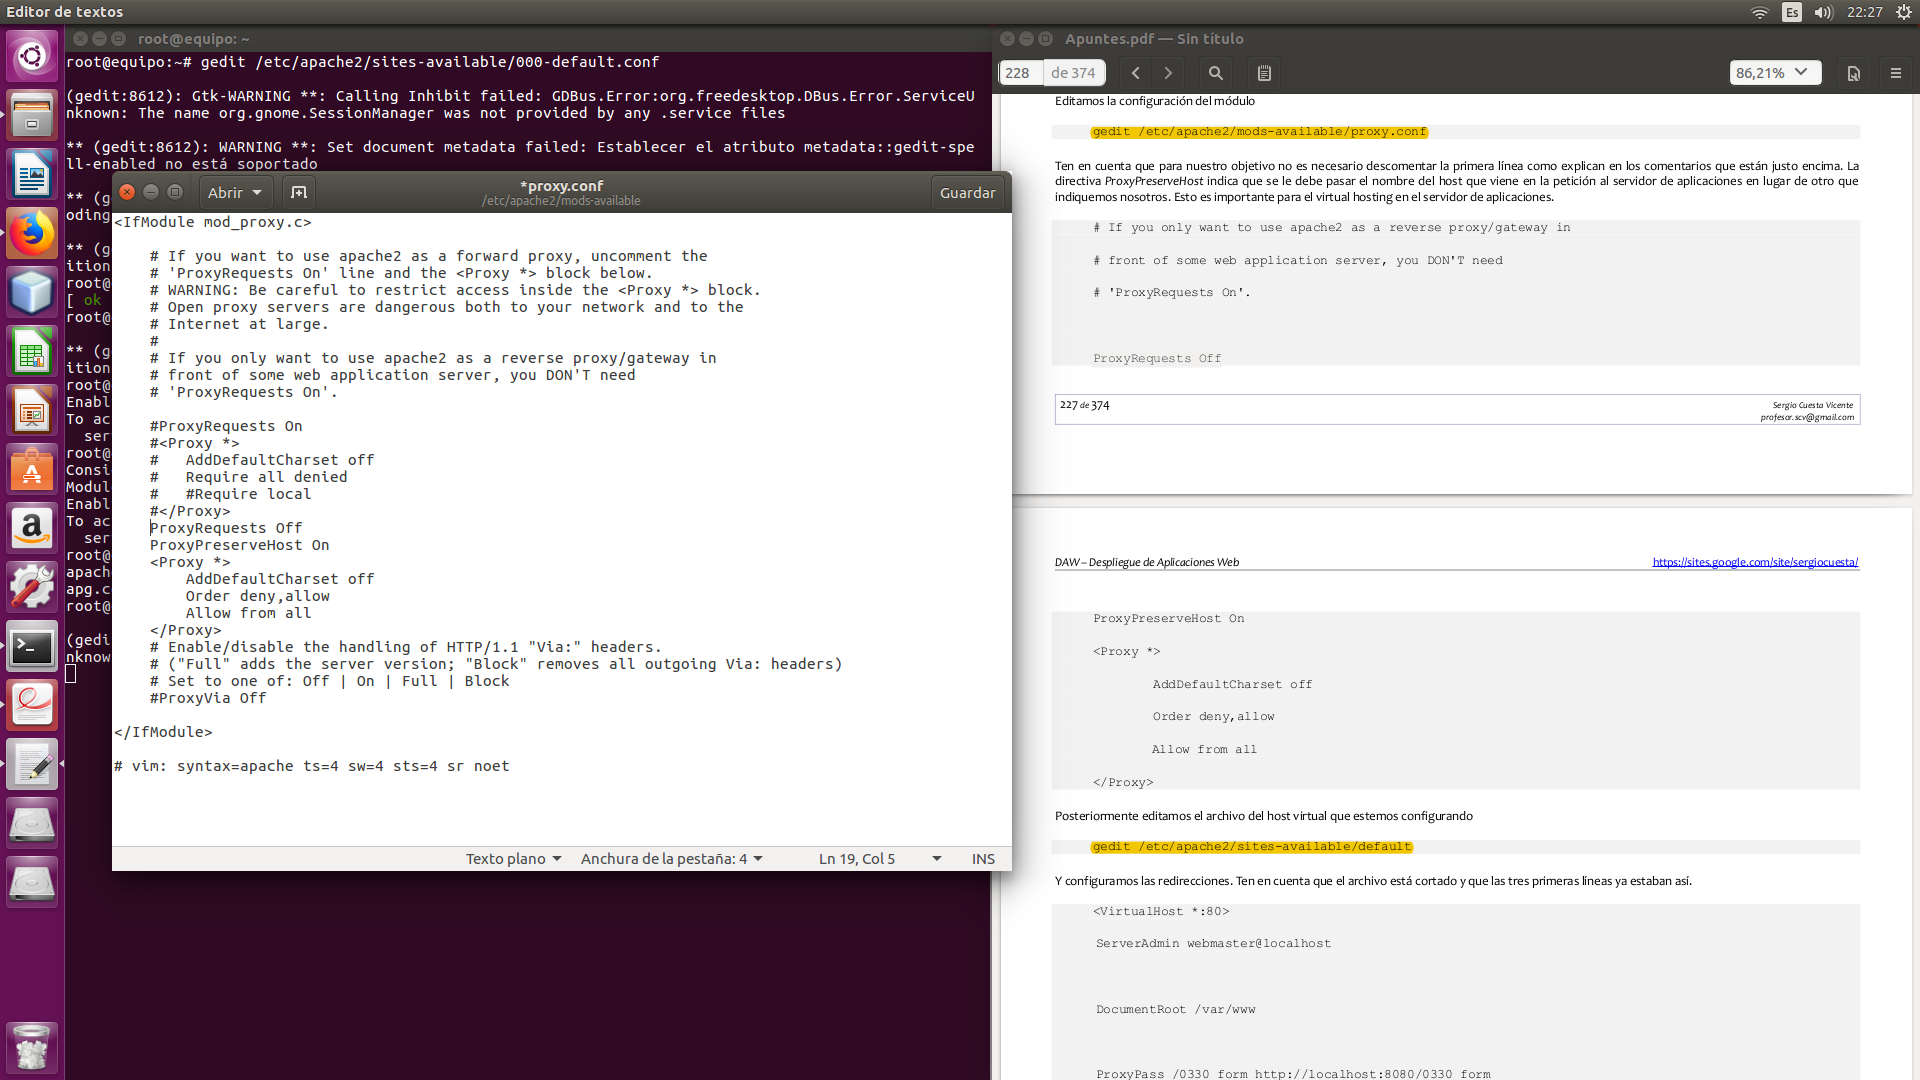 Editor de textos
Es
22:27
root@equipo: ~
root@equipo:~# gedit /etc/apache2/sites-available/000-default.conf
(gedit:8612): Gtk-WARNING **: Calling Inhibit failed: GDBus.Error:org.freedesktop.DBus.Error.ServiceU
nknown: The name org.gnome.SessionManager was not provided by any .service files
** (gedit:8612): WARNING **: Set document metadata failed: Establecer el atributo metadata::gedit-spe
ll-enabled no está soportado
** (g
oding
** (g
ition
root@
[ ok
root@
** (g
ition
root@
Enabl
To ac
ser
root@
Consi
Modul
Enabl
To ac
ser
root@
apach
apg.c
root@
(gedi
nknow
Abrir
*proxy.conf
/etc/apache2/mods-available
Guardar
<IfModule mod_proxy.c>
# If you want to use apache2 as a forward proxy, uncomment the
# 'ProxyRequests On' line and the <Proxy *> block below.
# WARNING: Be careful to restrict access inside the <Proxy *> block.
# Open proxy servers are dangerous both to your network and to the
# Internet at large.
#
# If you only want to use apache2 as a reverse proxy/gateway in
# front of some web application server, you DON'T need
# 'ProxyRequests On'.
#ProxyRequests On
#<Proxy *>
#   AddDefaultCharset off
#   Require all denied
#   #Require local
#</Proxy>
ProxyRequests Off
ProxyPreserveHost On
<Proxy *>
AddDefaultCharset off
Order deny,allow
Allow from all
</Proxy>
# Enable/disable the handling of HTTP/1.1 "Via:" headers.
# ("Full" adds the server version; "Block" removes all outgoing Via: headers)
# Set to one of: Off | On | Full | Block
#ProxyVia Off
</IfModule>
# vim: syntax=apache ts=4 sw=4 sts=4 sr noet
Texto plano
Anchura de la pestaña: 4
Ln 19, Col 5
INS
Apuntes.pdf — Sin título
228
de 374
86,21%
Editamos la configuración del módulo
gedit /etc/apache2/mods-available/proxy.conf
Ten en cuenta que para nuestro objetivo no es necesario descomentar la primera línea como explican en los comentarios que están justo encima. La
directiva ProxyPreserveHost indica que se le debe pasar el nombre del host que viene en la petición al servidor de aplicaciones en lugar de otro que
indiquemos nosotros. Esto es importante para el virtual hosting en el servidor de aplicaciones.
# If you only want to use apache2 as a reverse proxy/gateway in
# front of some web application server, you DON'T need
# 'ProxyRequests On'.
ProxyRequests Off
227 de 374
Sergio Cuesta Vicente
profesor.scv@gmail.com
DAW – Despliegue de Aplicaciones Web
https://sites.google.com/site/sergiocuesta/
ProxyPreserveHost On
<Proxy *>
AddDefaultCharset off
Order deny,allow
Allow from all
</Proxy>
Posteriormente editamos el archivo del host virtual que estemos configurando
gedit /etc/apache2/sites-available/default
Y configuramos las redirecciones. Ten en cuenta que el archivo está cortado y que las tres primeras líneas ya estaban así.
<VirtualHost *:80>
ServerAdmin webmaster@localhost
DocumentRoot /var/www
ProxyPass /0330_form http://localhost:8080/0330_form